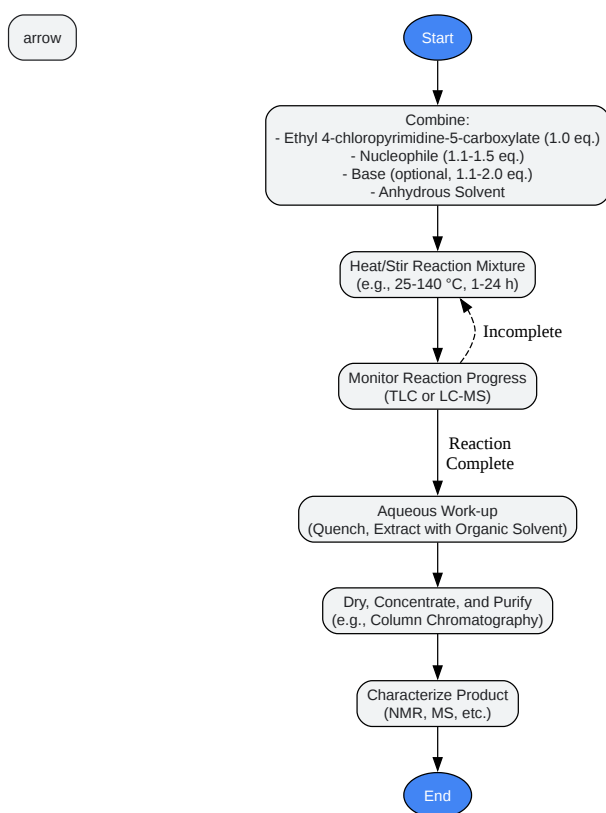 arrow
Start
Combine:
- Ethyl 4-chloropyrimidine-5-carboxylate (1.0 eq.)
- Nucleophile (1.1-1.5 eq.)
- Base (optional, 1.1-2.0 eq.)
- Anhydrous Solvent
Heat/Stir Reaction Mixture
(e.g., 25-140 °C, 1-24 h)
Incomplete
Monitor Reaction Progress
(TLC or LC-MS)
Reaction
Complete
Aqueous Work-up
(Quench, Extract with Organic Solvent)
Dry, Concentrate, and Purify
(e.g., Column Chromatography)
Characterize Product
(NMR, MS, etc.)
End